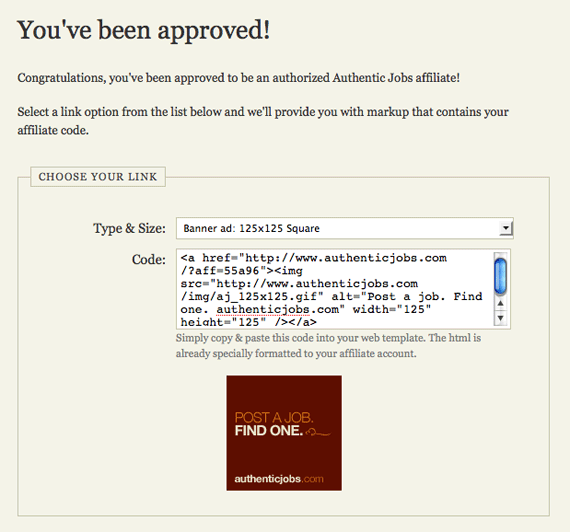 You've been approved!
Congratulations, you've been approved to be an authorized Authentic Jobs affiliate!
Select a link option from the list below and we'll provide you with markup that contains your
affiliate code.
CHOOSE YOUR LINK
Type & Size: Banner ad: 125x125 Square
Code: <a href="http://www.authenticjobs.com
/?aff=55a96"><img
src="http://www.authenticjobs.com
/img/aj_125x125.gif" alt="Post a job. Find
one. authenticjobs.com" width="125"
height="125" /></a>
Simply copy & paste this code into your web template. The html is
already specially formatted to your affiliate account.
POST A JOB.
FIND ONE.
authenticjobs.com